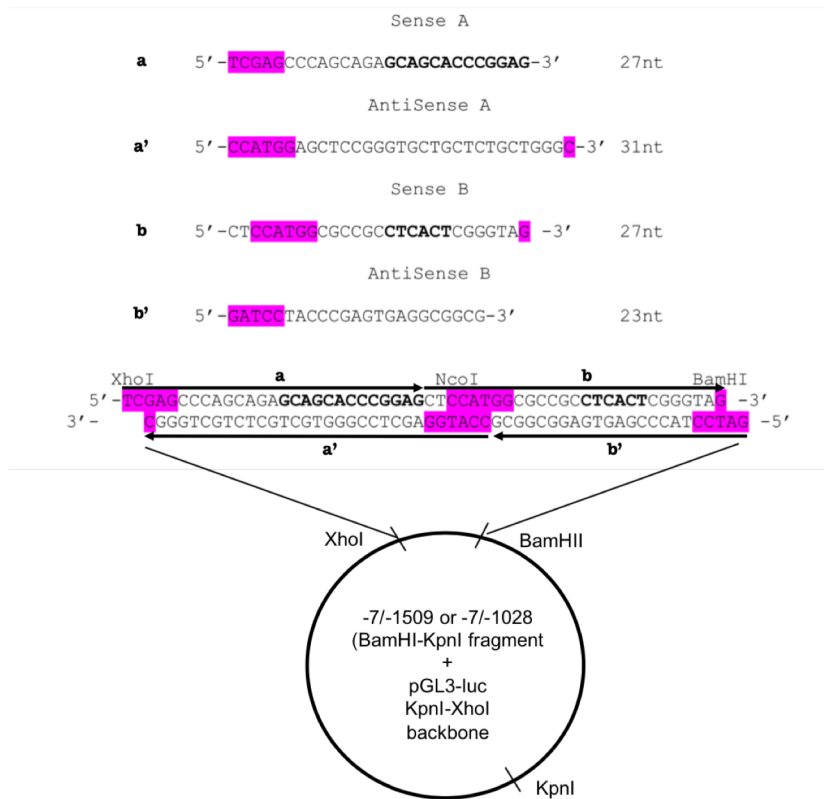 Sense A
a 5’-TCGAGCCCAGCAGAGCAGCACCCGGAG-3’ 27nt
AntiSense A
a’ 5’-CCATGGAGCTCCGGGTGCTGCTCTGCTGGGC-3’ 31nt
Sense B
b 5’-CTCCATGGCGCCGCCTCACTCGGGTAG -3’ 27nt
AntiSense B
b’ 5’-GATCCTACCCGAGTGAGGCGGCG-3’ 23nt
XhoI a NcoI b BamHI
5’-TCGAGCCCAGCAGAGCAGCACCCGGAGCTCCATGGCGCCGCCTCACTCGGGTAG -3’
3’- CGGGTCGTCTCGTCGTGGGCCTCGAGGTACCGCGGCGGAGTGAGCCCATCCTAG -5’
a’ b’
XhoI BamHII
-7/-1509 or -7/-1028
(BamHI-KpnI fragment
+
pGL3-luc
KpnI-XhoI
backbone
KpnI